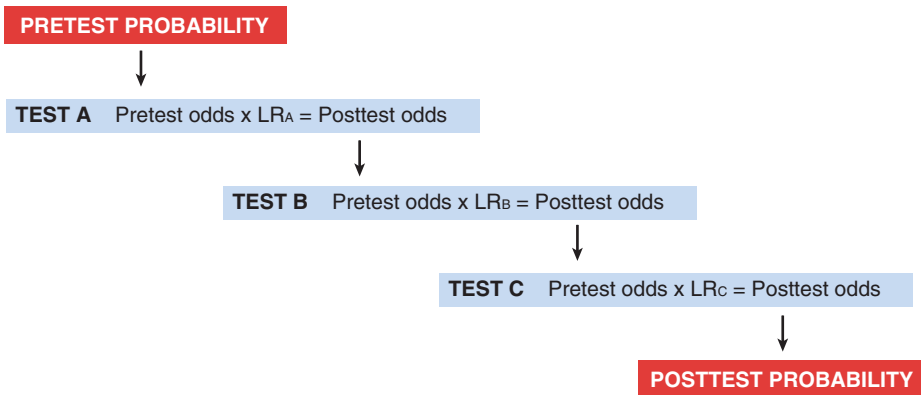 PRETEST PROBABILITY
TEST A Pretest odds x LRA = Posttest odds
TEST B Pretest odds x LRB = Posttest odds
TEST C Pretest odds x LRC = Posttest odds
POSTTEST PROBABILITY